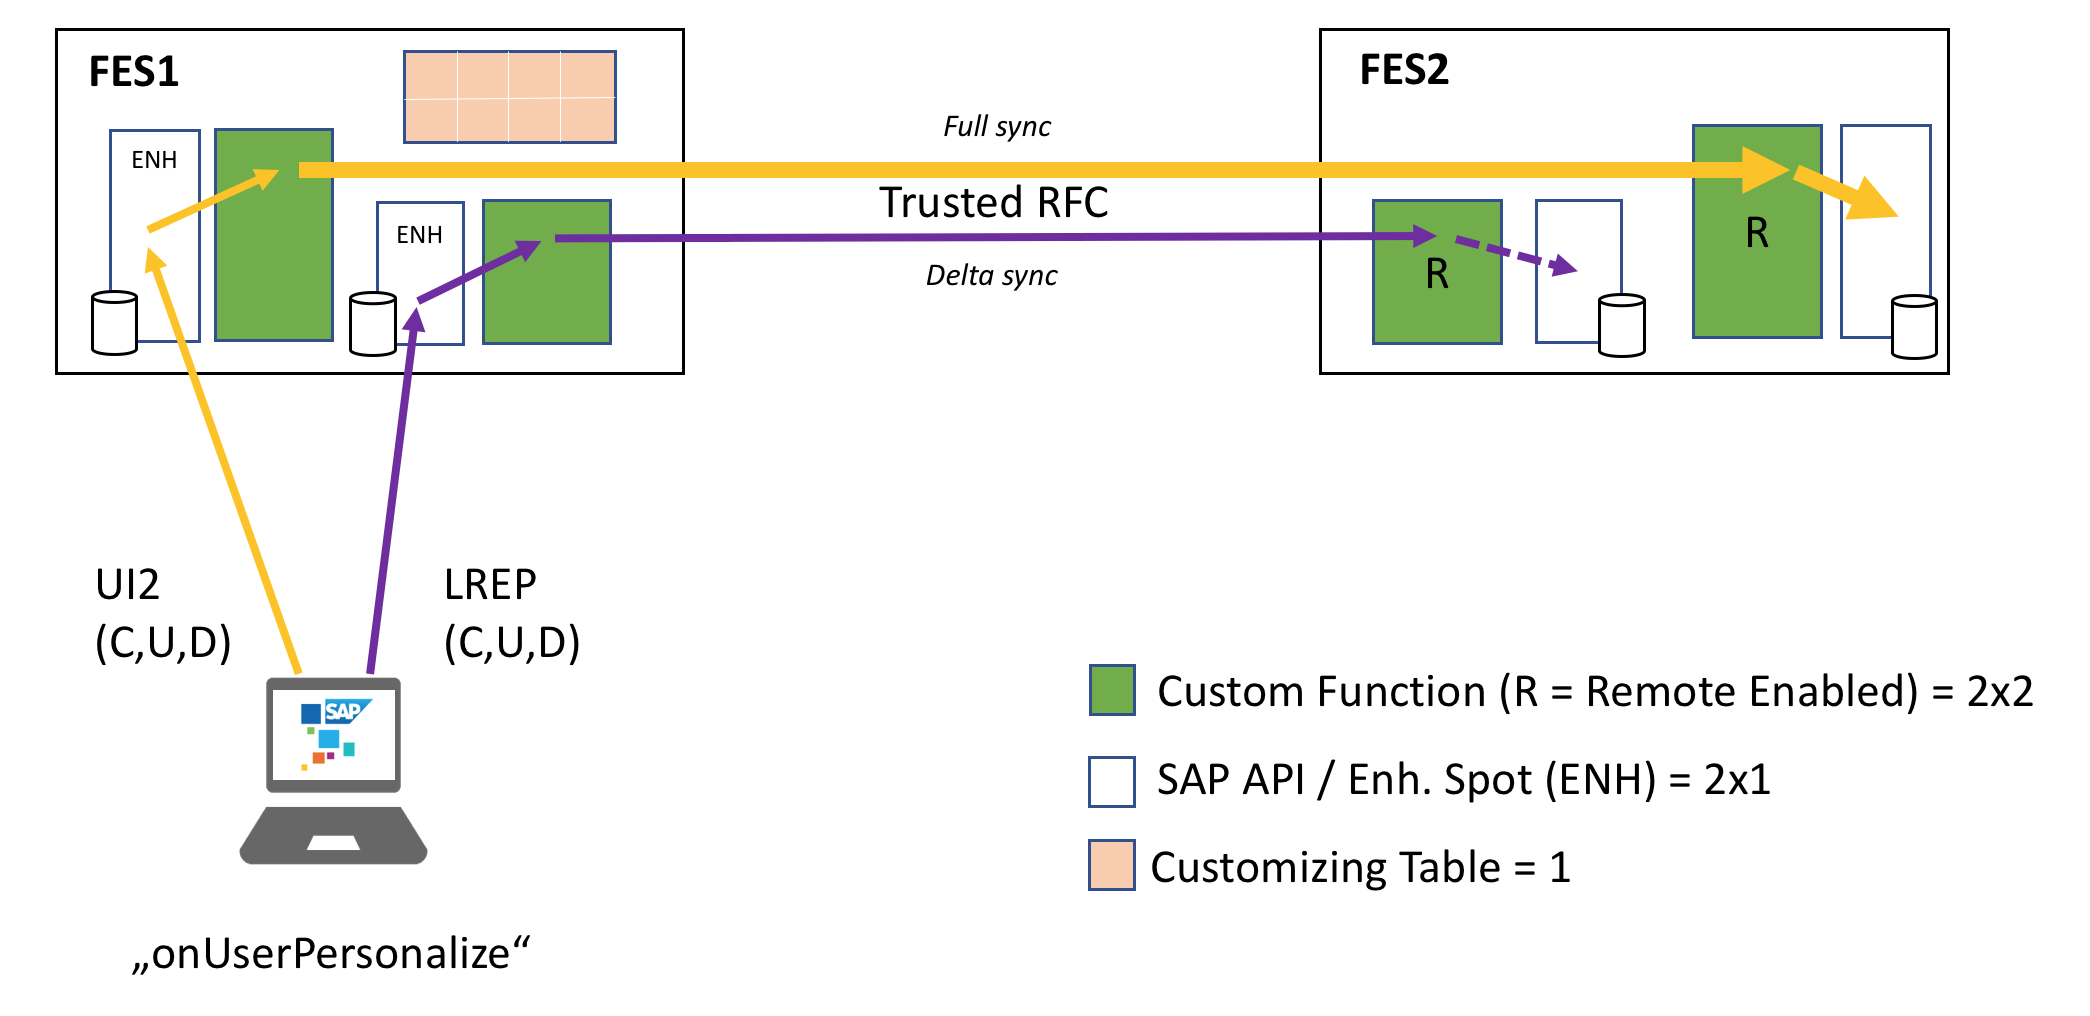 FES1
FES2
ENH
ENH
Full sync
Trusted RFC
Delta sync
R
R
UI2
(C,U,D)
LREP
(C,U,D)
SAP
„onUserPersonalize“
Custom Function (R = Remote Enabled) = 2x2
SAP API / Enh. Spot (ENH) = 2x1
Customizing Table = 1